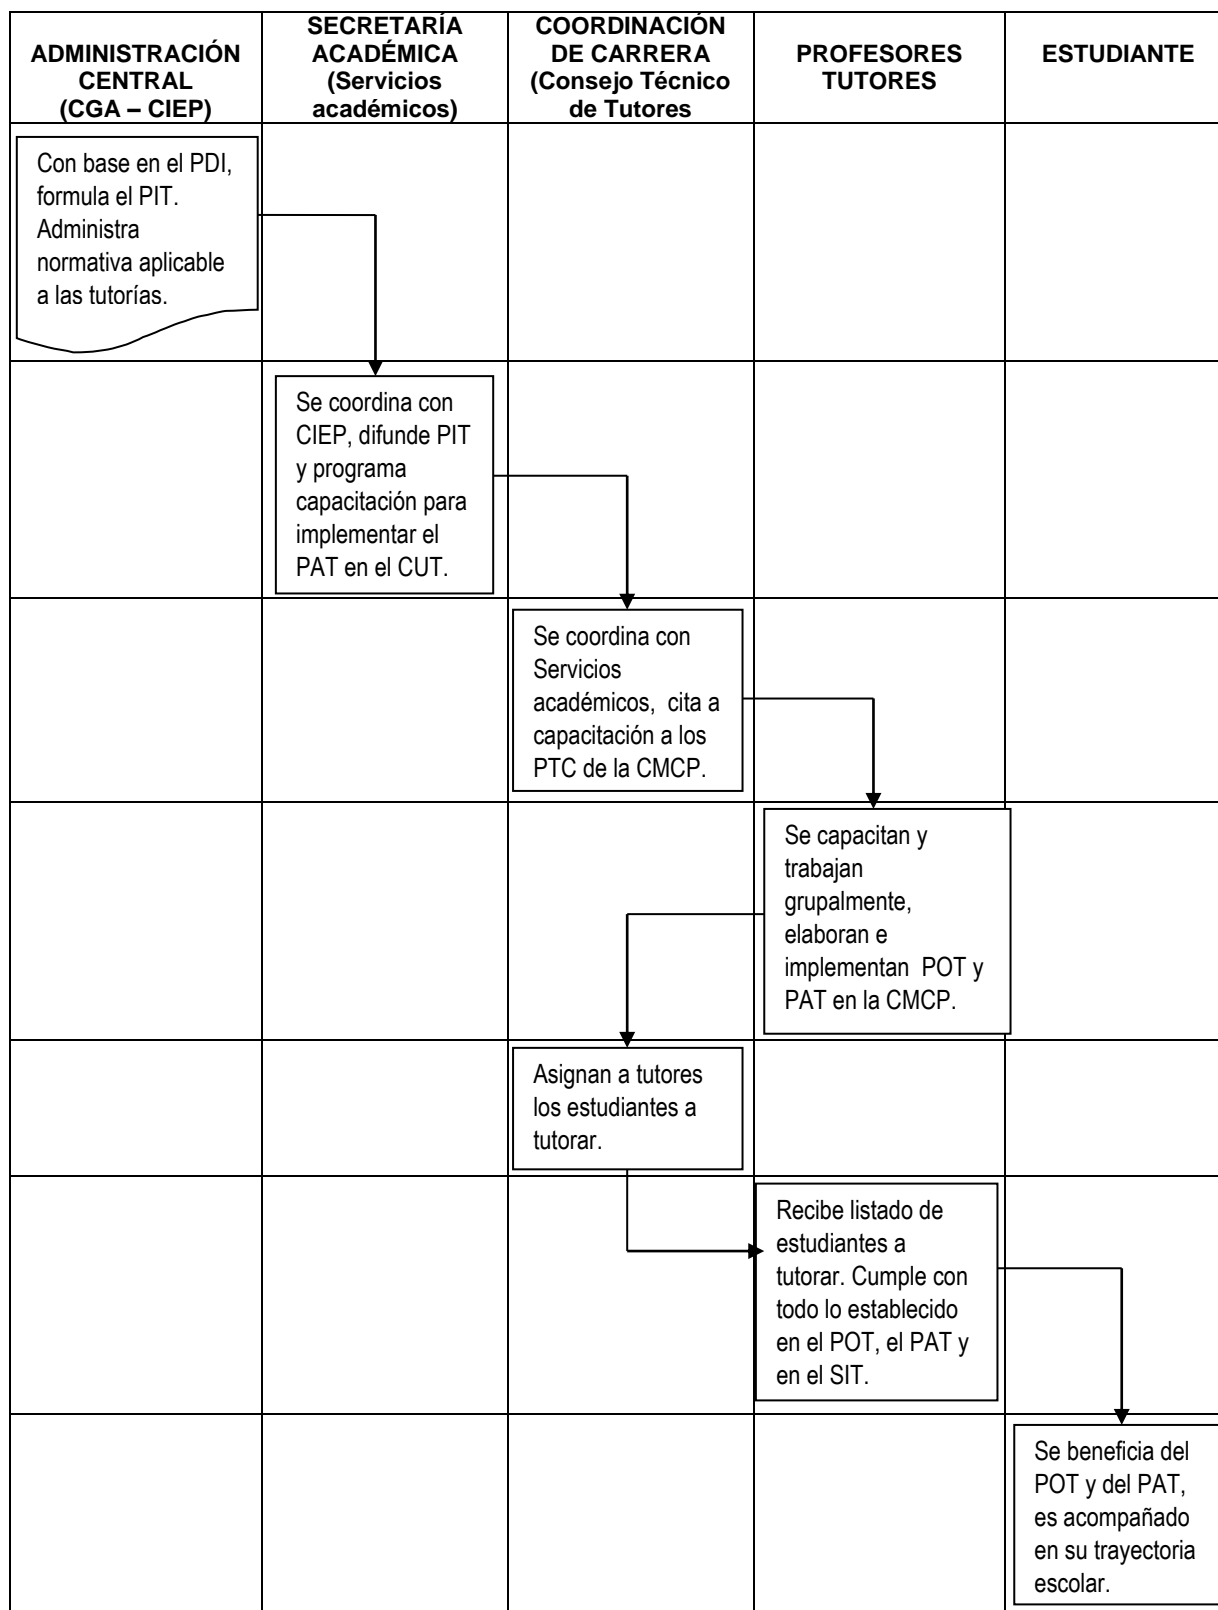 ADMINISTRACIÓN
CENTRAL
(CGA – CIEP)
SECRETARÍA
ACADÉMICA
(Servicios
académicos)
COORDINACIÓN
DE CARRERA
(Consejo Técnico
de Tutores
PROFESORES
TUTORES
ESTUDIANTE
Con base en el PDI,
formula el PIT.
Administra
normativa aplicable
a las tutorías.
Se coordina con
CIEP, difunde PIT
y programa
capacitación para
implementar el
PAT en el CUT.
Se coordina con
Servicios
académicos,  cita a
capacitación a los
PTC de la CMCP.
Se capacitan y
trabajan
grupalmente,
elaboran e
implementan  POT y
PAT en la CMCP.
Asignan a tutores
los estudiantes a
tutorar.
Recibe listado de
estudiantes a
tutorar. Cumple con
todo lo establecido
en el POT, el PAT y
en el SIT.
Se beneficia del
POT y del PAT,
es acompañado
en su trayectoria
escolar.